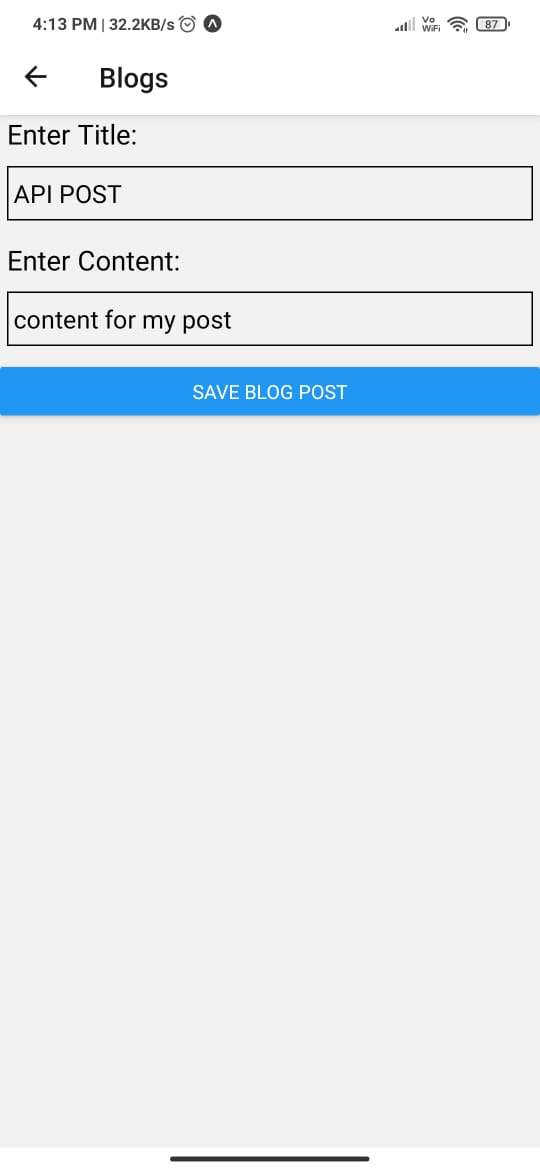 4:13 PM | 32.2KB/s
Vo
WiFi
87
Blogs
Enter Title:
API POST
Enter Content:
content for my post
SAVE BLOG POST